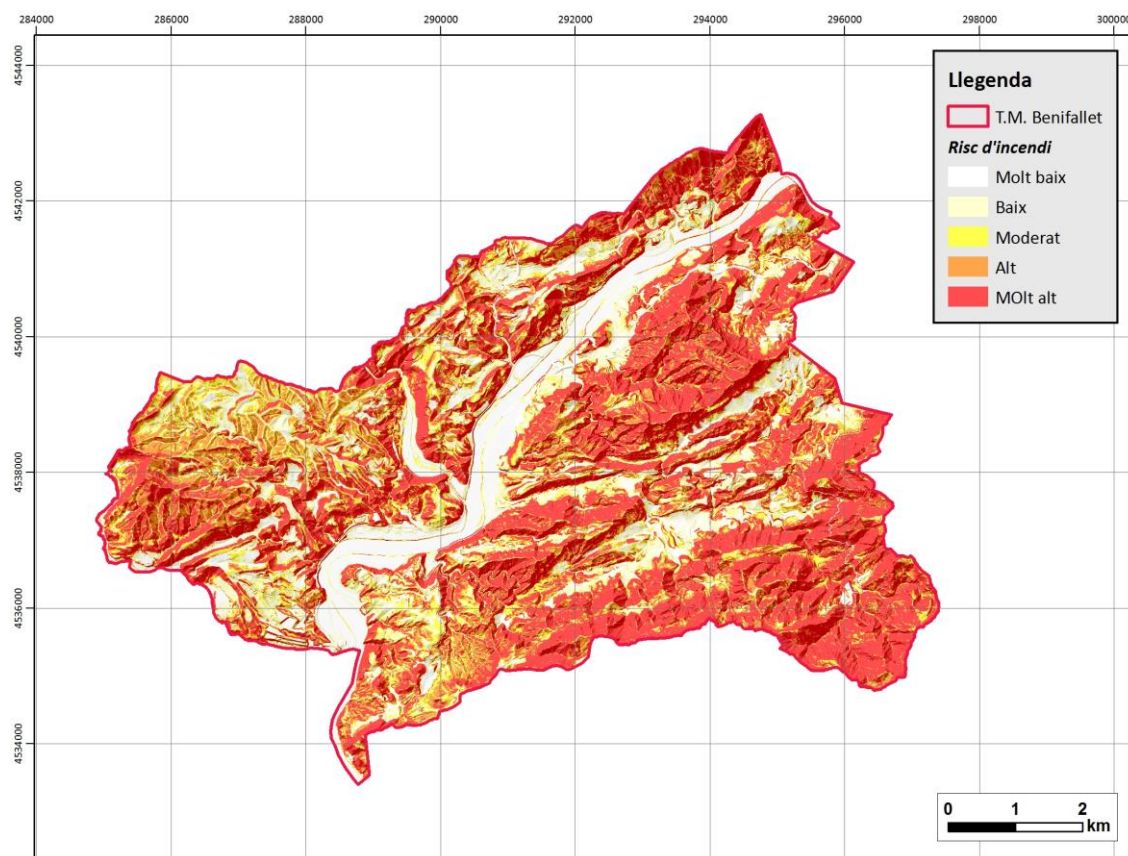 284000 286000 288000 290000 292000 294000 296000 298000 300000
4544000
4542000
4540000
4538000
4536000
4534000
Llegenda
T.M. Benifallet
Risc d'incendi
Molt baix
Baix
Moderat
Alt
MOlt alt
0 1 2
km